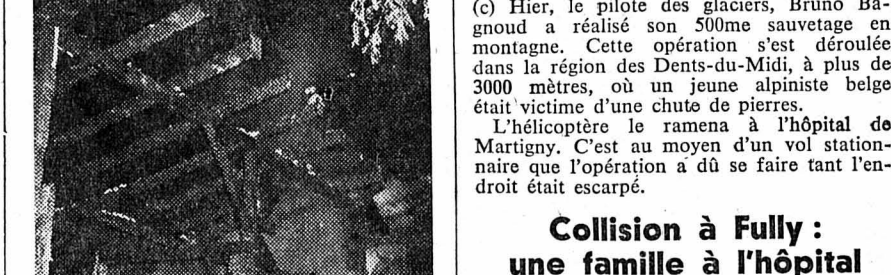 (c) Hier, le pilote des glaciers, Bruno Ba-
gnoud a réalisé son 500me sauvetage en
montagne. Cette opération s'est déroulée
dans la région des Dents-du-Midi, à plus de
3000 mètres, où un jeune alpiniste belge
était victime d'une chute de pierres.
L'hélicoptère le ramena à l'hôpital de
Martigny. C'est au moyen d'un vol station-
naire que l'opération a dû se faire tant l'en-
droit était escarpé.
Collision à Fully :
une famille à l'hôpital